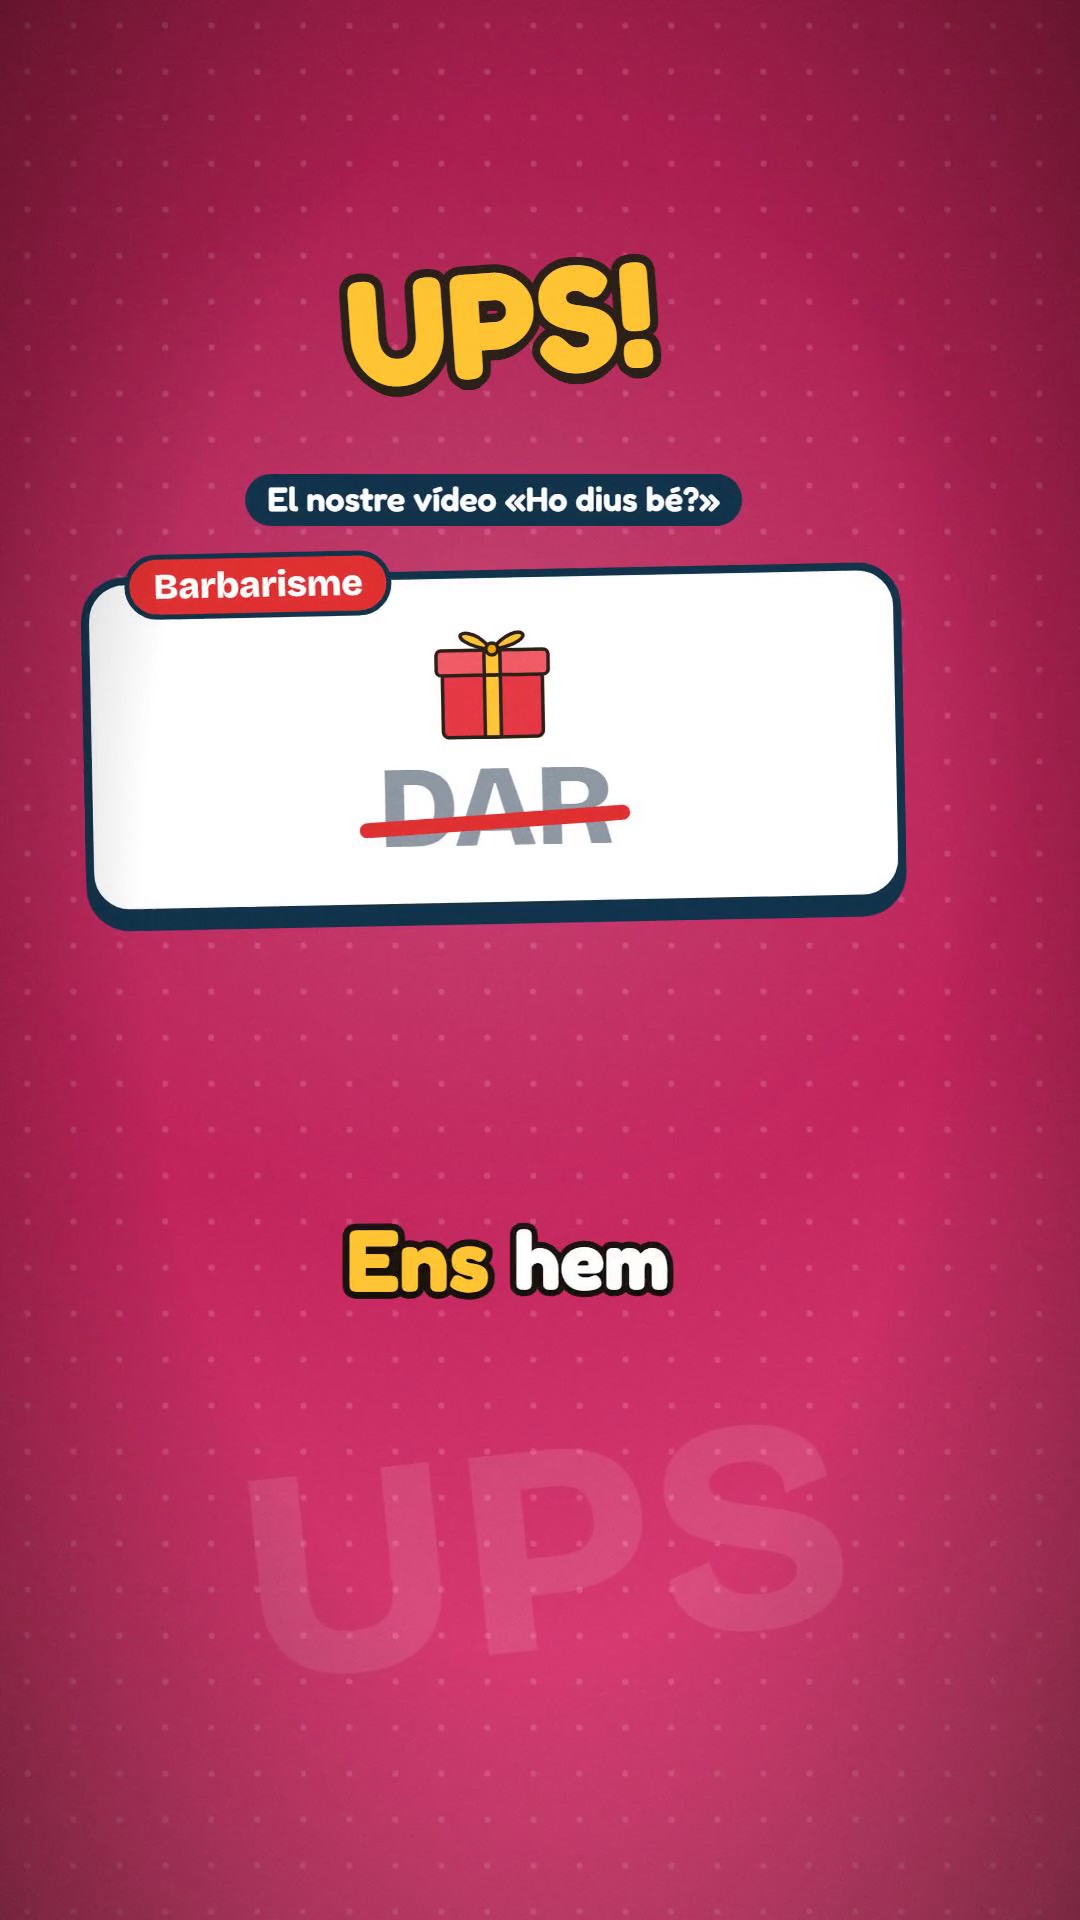 UPS!
El nostre vídeo «Ho dius bé?»
Barbarisme
DAR
Ens hem
UPS